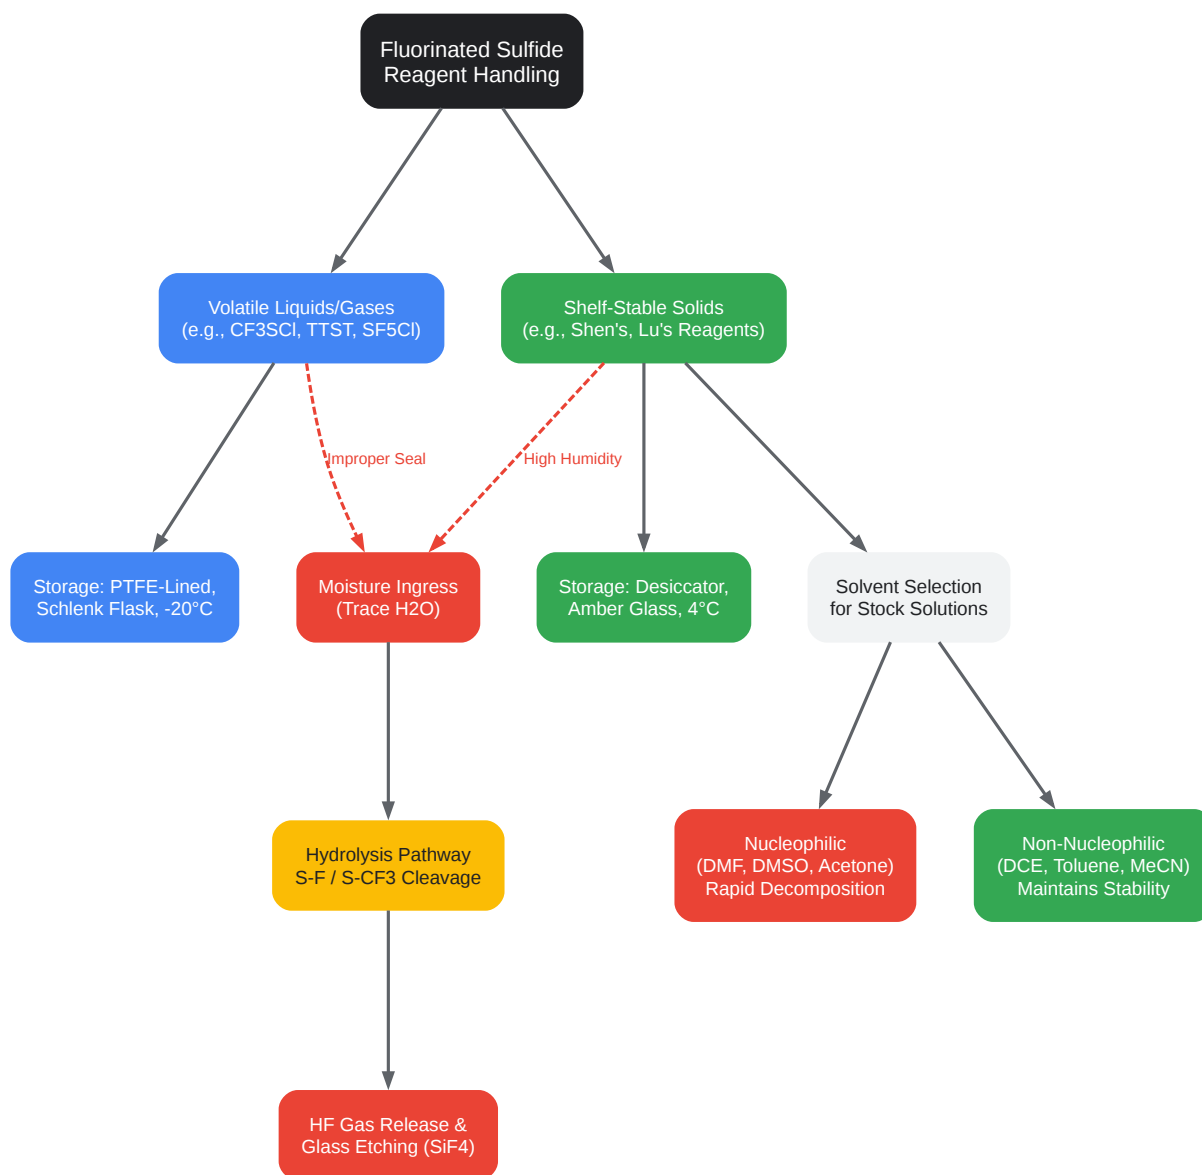 Fluorinated Sulfide
Reagent Handling
Volatile Liquids/Gases
(e.g., CF3SCl, TTST, SF5Cl)
Shelf-Stable Solids
(e.g., Shen's, Lu's Reagents)
Improper Seal
High Humidity
Storage: PTFE-Lined,
Schlenk Flask, -20°C
Moisture Ingress
(Trace H2O)
Storage: Desiccator,
Amber Glass, 4°C
Solvent Selection
for Stock Solutions
Hydrolysis Pathway
S-F / S-CF3 Cleavage
Nucleophilic
(DMF, DMSO, Acetone)
Rapid Decomposition
Non-Nucleophilic
(DCE, Toluene, MeCN)
Maintains Stability
HF Gas Release &
Glass Etching (SiF4)